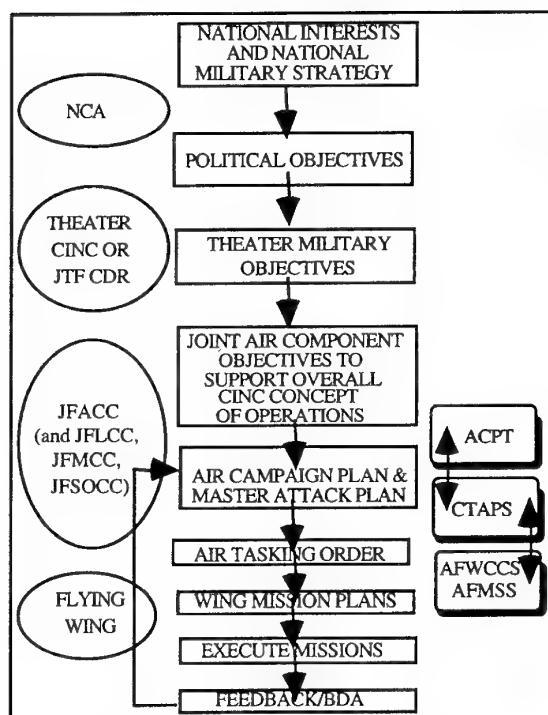 NATIONAL INTERESTS
AND NATIONAL
MILITARY STRATEGY
NCA
POLITICAL OBJECTIVES
THEATER
CINC OR
JTF CDR
THEATER MILITARY
OBJECTIVES
JOINT AIR COMPONENT
OBJECTIVES TO
SUPPORT OVERALL
CINC CONCEPT
OF OPERATIONS
JFACC
(and JFLCC,
JFMCC,
JFSOCC)
ACPT
AIR CAMPAIGN PLAN &
MASTER ATTACK PLAN
CTAPS
AIR TASKING ORDER
AFWCCS
AFMSS
FLYING
WING
WING MISSION PLANS
EXECUTE MISSIONS
FEEDBACK/BDA